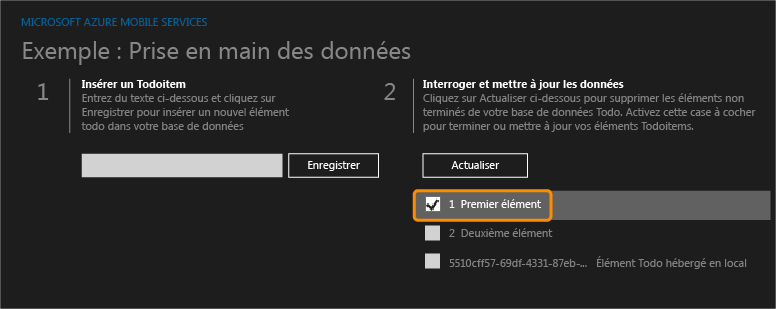 MICROSOFT AZURE MOBILE SERVICES
Exemple : Prise en main des données
1
Insérer un Todoitem
Entrez du texte ci-dessous et cliquez sur
Enregistrer pour insérer un nouvel élément
todo dans votre base de données
Enregistrer
2
Interroger et mettre à jour les données
Cliquez sur Actualiser ci-dessous pour supprimer les éléments non
terminés de votre base de données Todo. Activez cette case à cocher
pour terminer ou mettre à jour vos éléments Todoitems.
Actualiser
1 Premier élément
2 Deuxième élément
5510cff57-69df-4331-87eb-... Élément Todo hébergé en local